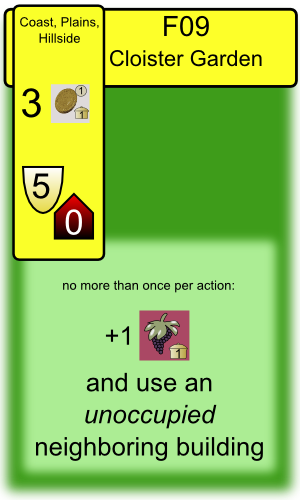 Coast, Plains,
Hillside
F09
Cloister Garden
3
1
1
5
0
no more than once per action:
+1
1
and use an
unoccupied
neighboring building